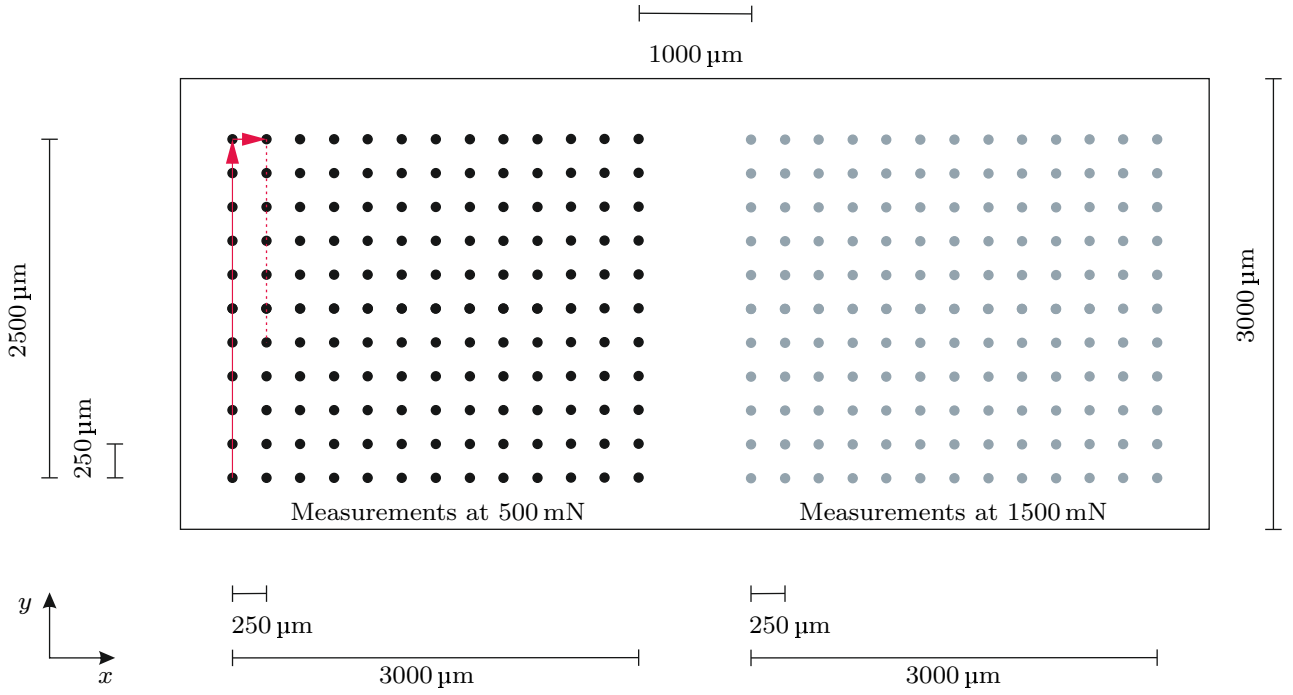 1000 µm
2500 µm
250 µm
3000 µm
Measurements at 500 mN
Measurements at 1500 mN
y
x
250 µm
250 µm
3000 µm
3000 µm